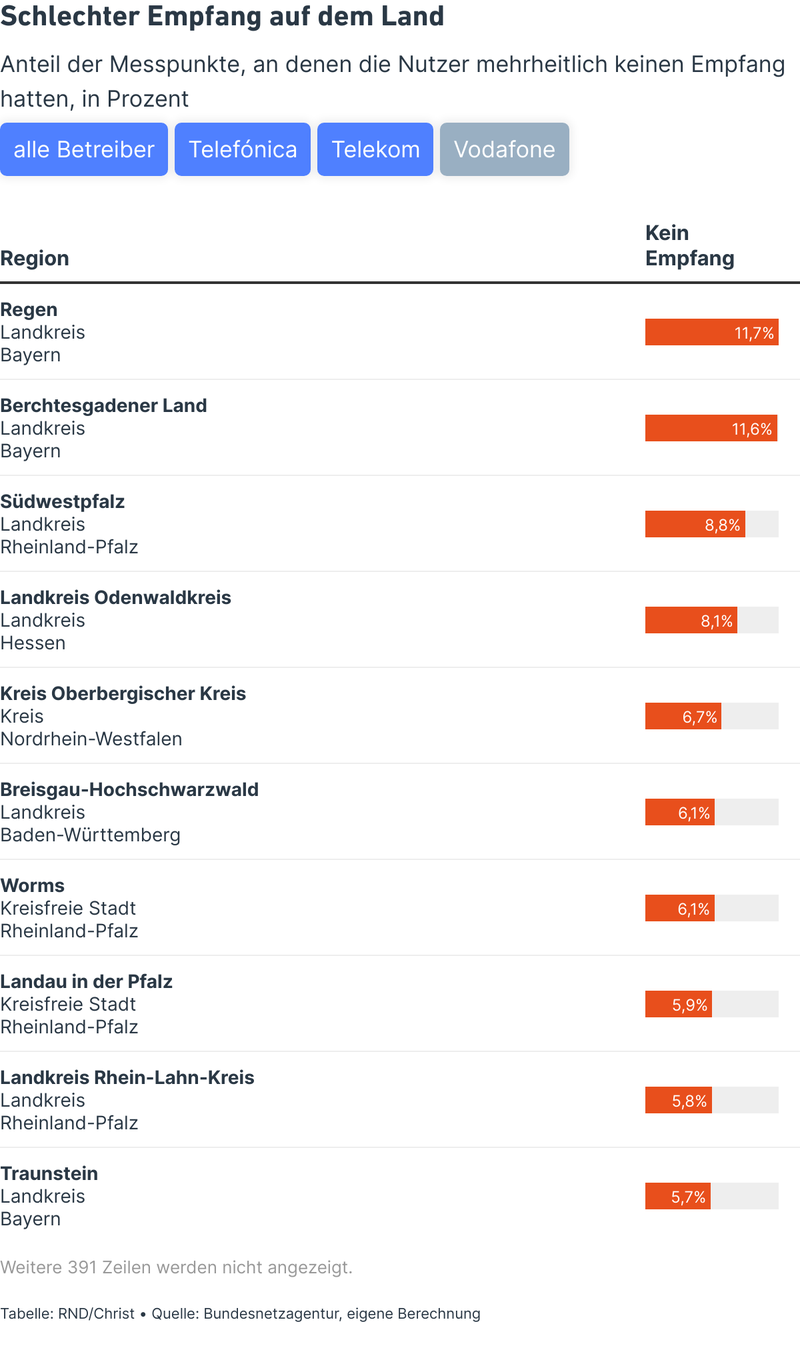 Schlechter Empfang auf dem Land
Anteil der Messpunkte, an denen die Nutzer mehrheitlich keinen Empfang
hatten, in Prozent
alle Betreiber Telefónica Telekom Vodafone
Region Kein Empfang
Regen
Landkreis 11,7%
Bayern
Berchtesgadener Land
Landkreis 11,6%
Bayern
Südwestpfalz
Landkreis 8,8%
Rheinland-Pfalz
Landkreis Odenwaldkreis
Landkreis 8,1%
Hessen
Kreis Oberbergischer Kreis
Kreis 6,7%
Nordrhein-Westfalen
Breisgau-Hochschwarzwald
Landkreis 6,1%
Baden-Württemberg
Worms
Kreisfreie Stadt 6,1%
Rheinland-Pfalz
Landau in der Pfalz
Kreisfreie Stadt 5,9%
Rheinland-Pfalz
Landkreis Rhein-Lahn-Kreis
Landkreis 5,8%
Rheinland-Pfalz
Traunstein
Landkreis 5,7%
Bayern
Weitere 391 Zeilen werden nicht angezeigt.
Tabelle: RND/Christ • Quelle: Bundesnetzagentur, eigene Berechnung